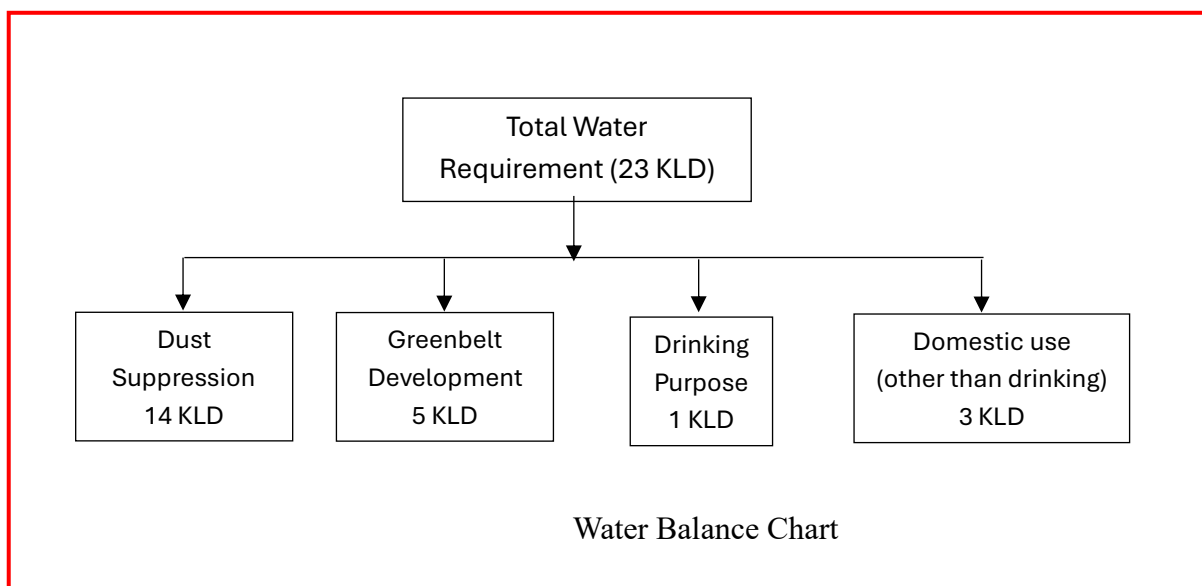 Total Water
Requirement (23 KLD)
Dust
Suppression
14 KLD
Greenbelt
Development
5 KLD
Drinking
Purpose
1 KLD
Domestic use
(other than drinking)
3 KLD
Water Balance Chart